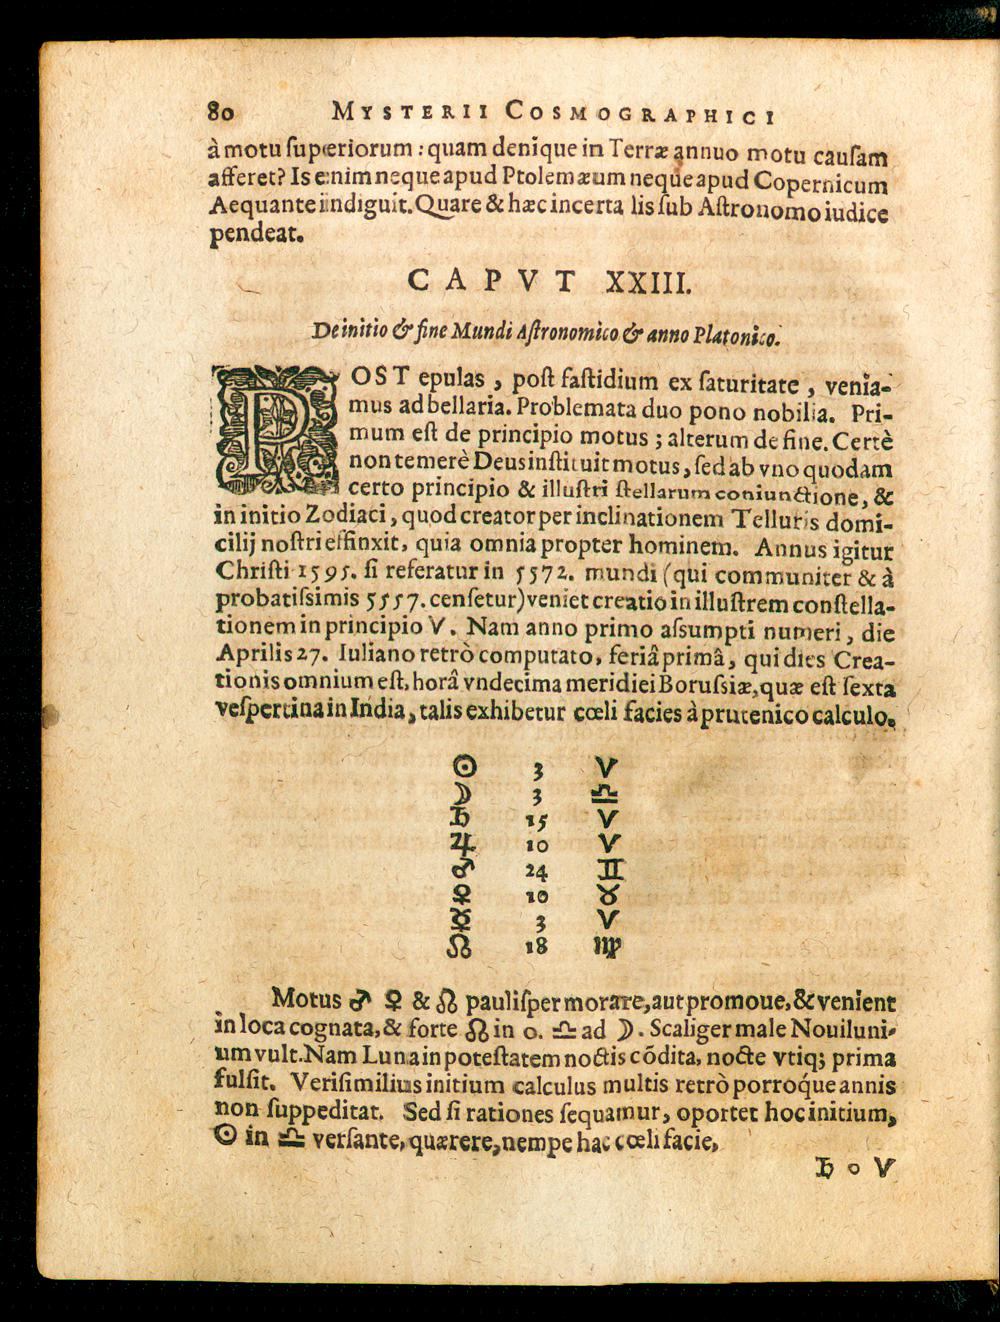 80 MYSTERII COSMOGRAPHICI
à motu ſuperiorum : quam denique in Terræ annuo motu cauſam
afferet? Is enim neque apud Ptolemæum neque apud Copernicum
Aequante indiguit. Quare & hæc incerta lis ſub Aſtronomo iudice
pendeat.
CAPVT XXIII.
De initio & fine Mundi Aſtronomico & anno Platonico.
POST epulas , poſt faſtidium ex ſaturitate , venia-
mus ad bellaria. Problemata duo pono nobilia. Pri-
mum eſt de principio motus ; alterum de fine. Certè
non temerè Deus inſtituit motus, ſed ab vno quodam
certo principio & illuſtri ſtellarum coniunctione, &
in initio Zodiaci, quod creator per inclinationem Telluris domi-
cilij noſtri effinxit, quia omnia propter hominem. Annus igitur
Chriſti 1595. ſi referatur in 5572. mundi (qui communiter & à
probatiſsimis 5557. cenſetur) veniet creatio in illuſtrem conſtella-
tionem in principio ♈. Nam anno primo aſsumpti numeri, die
Aprilis 27. Iuliano retrò computato, feriâ primâ, qui dies Crea-
tionis omnium eſt, horâ vndecima meridiei Boruſsiæ, quæ eſt ſexta
veſpertina in India, talis exhibetur cœli facies à prutenico calculo.
☉ 3 ♈
☽ 3 ♎
♄ 15 ♈
♃ 10 ♈
♂ 24 ♊
♀ 10 ♉
☿ 3 ♈
☊ 18 ♍
Motus ♂ ♀ & ☊ pauliſper morare, aut promoue, & venient
in loca cognata, & forte ☊ in 0. ♎ ad ☽. Scaliger male Nouiluni-
um vult. Nam Luna in poteſtatem noctis cõdita, nocte vtiq; prima
fulſit. Veriſimilius initium calculus multis retrò porroq́ue annis
non ſuppeditat. Sed ſi rationes ſequamur, oportet hoc initium,
☉ in ♎ verſante, quærere, nempe hac cœli facie,
♄ 0 ♈